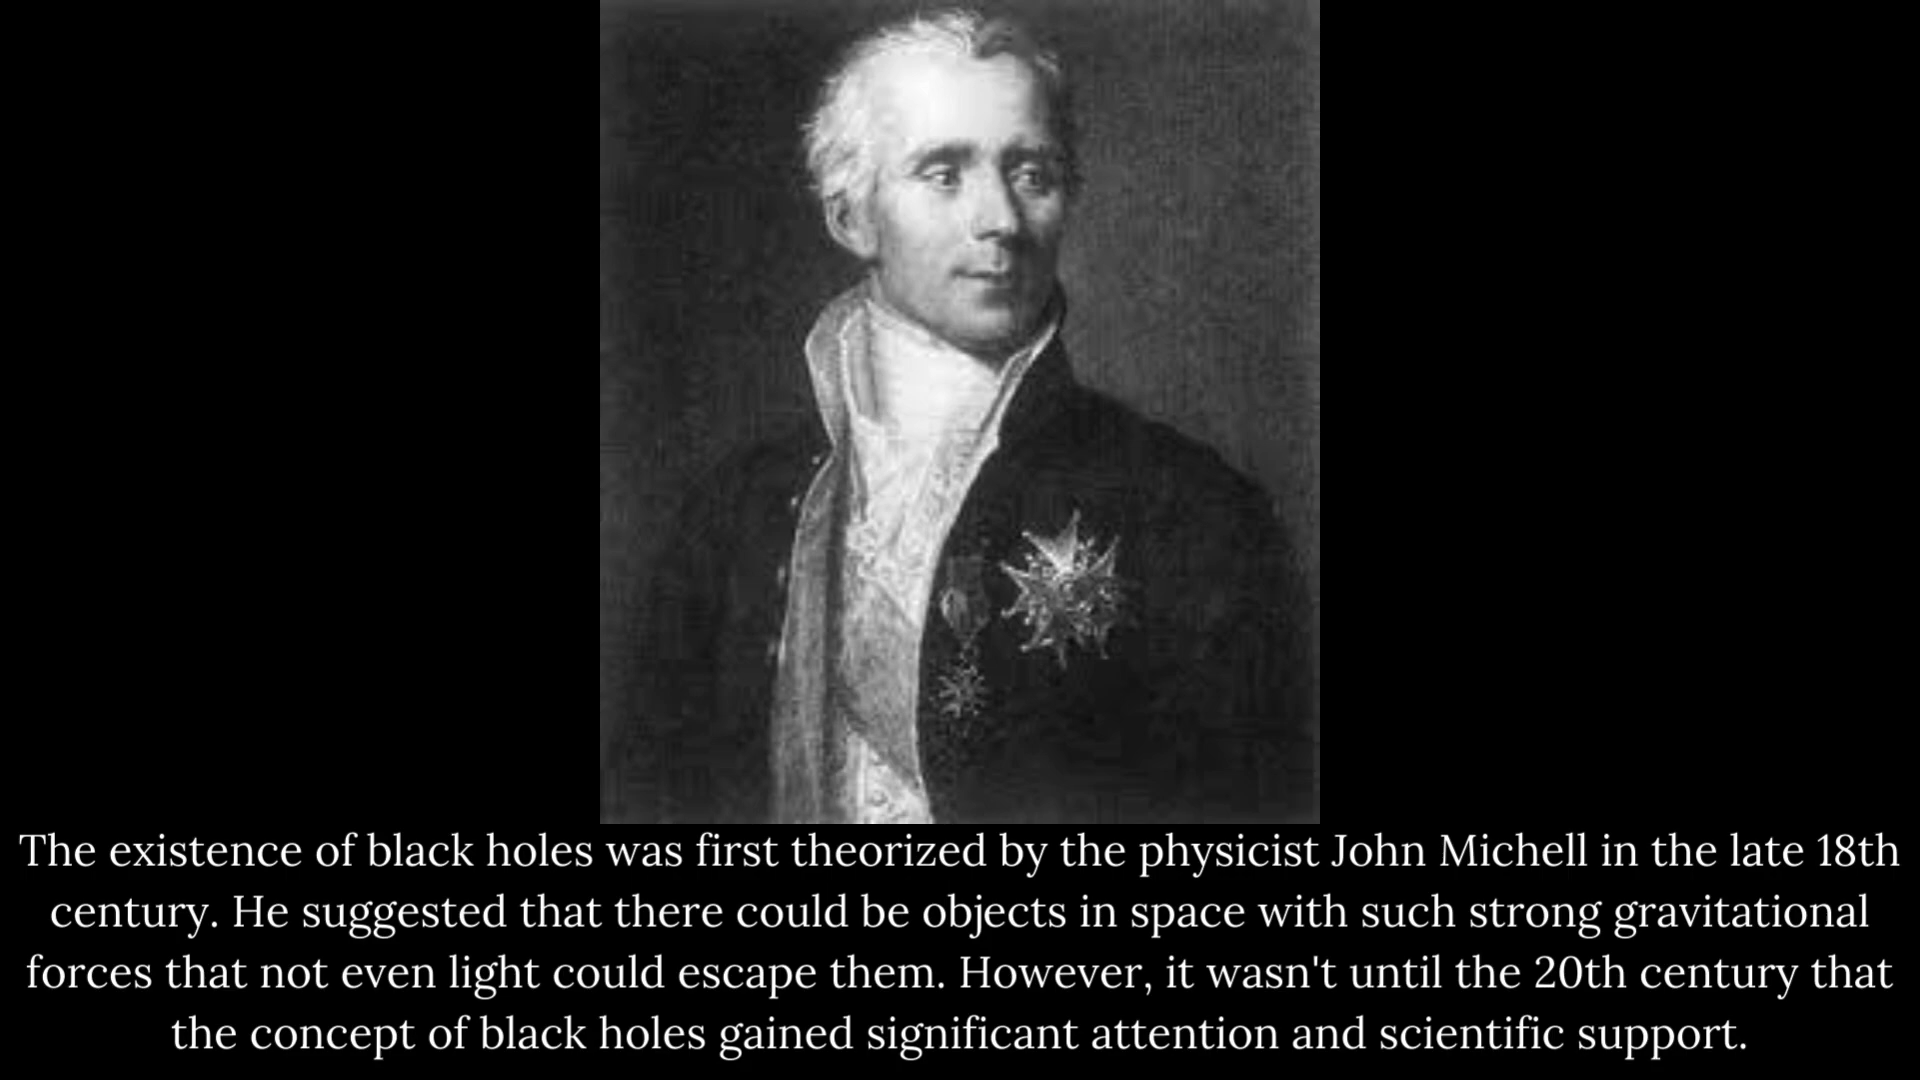 The existence of black holes was first theorized by the physicist John Michell in the late 18th
century. He suggested that there could be objects in space with such strong gravitational
forces that not even light could escape them. However, it wasn't until the 20th century that
the concept of black holes gained significant attention and scientific support.